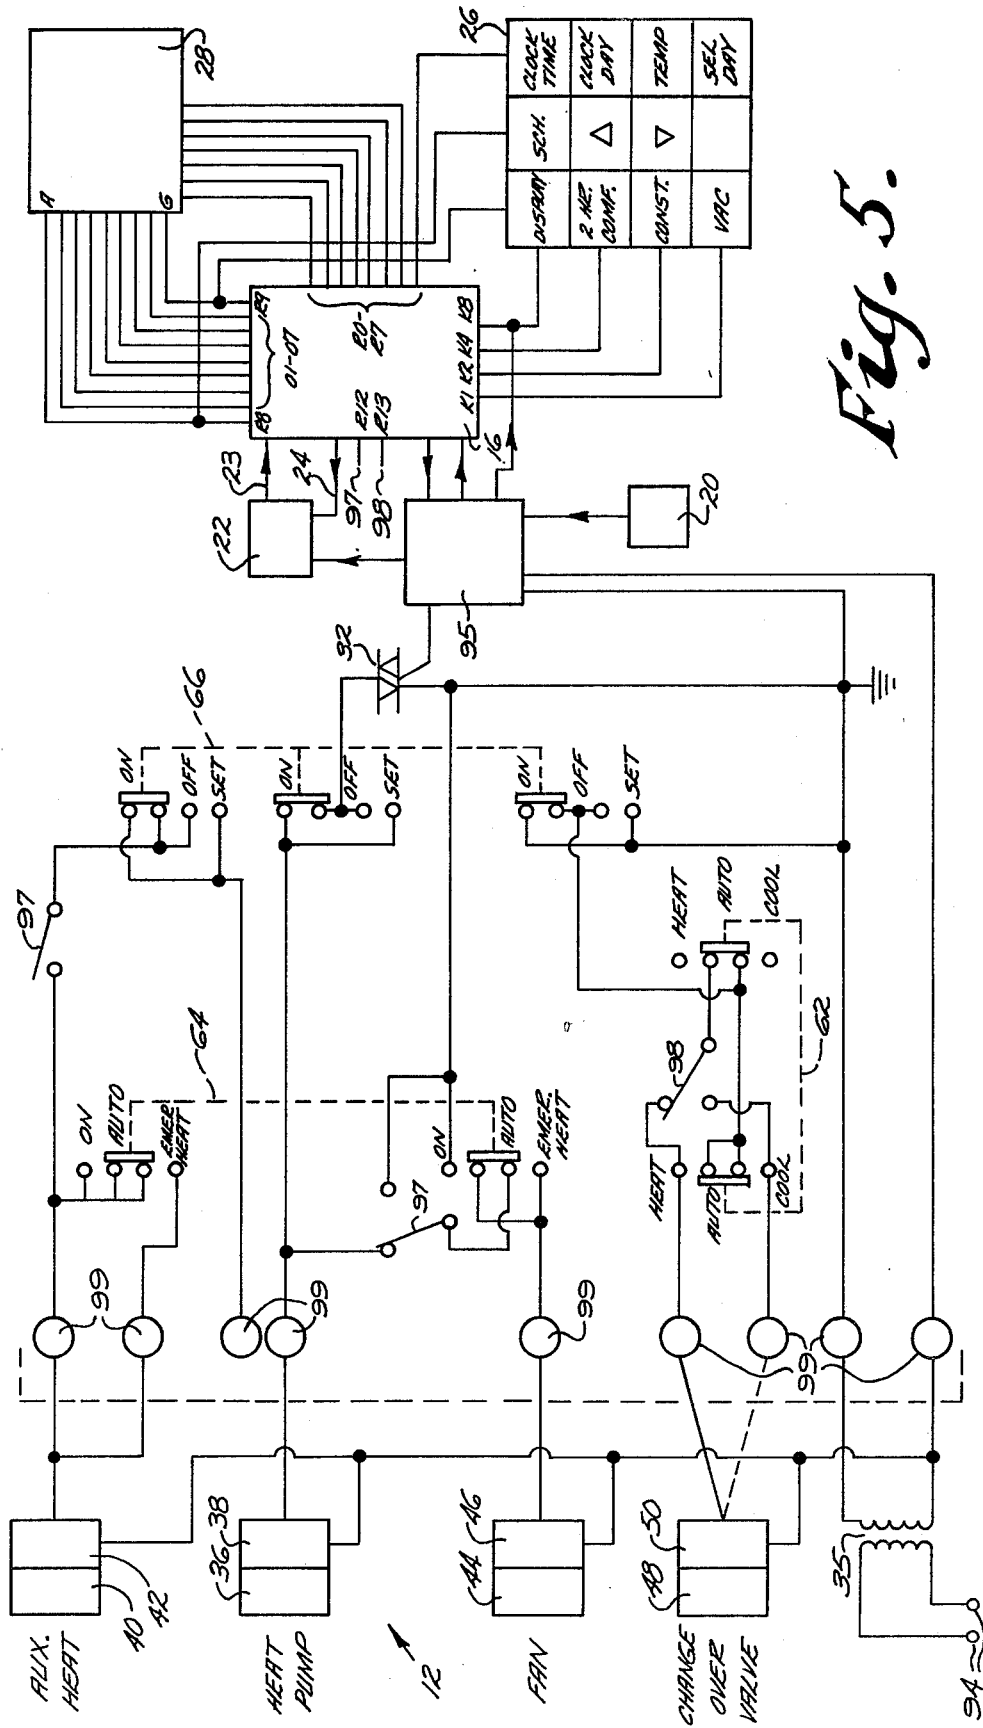 28
A
G
26
DISPLAY SCH. CLOCK TIME
2 HR. COMF. △ CLOCK DAY
CONST. ▽ TEMP
VAC SEL DAY
R8 01-07 R9
R0-R7
R12
R13
K1 K2 K4 K8
16
23
24
22
97
98
95
20
92
66
ON
OFF
SET
ON
OFF
SET
ON
OFF
SET
97
64
ON
AUTO
EMER HEAT
97
ON
AUTO
EMER. HEAT
HEAT
AUTO
COOL
98
62
HEAT
AUTO
COOL
99
99
99
99
AUX. HEAT
40
42
HEAT PUMP
36
38
12
FAN
44
46
CHANGE OVER VALVE
48
50
35
94
Fig. 5.